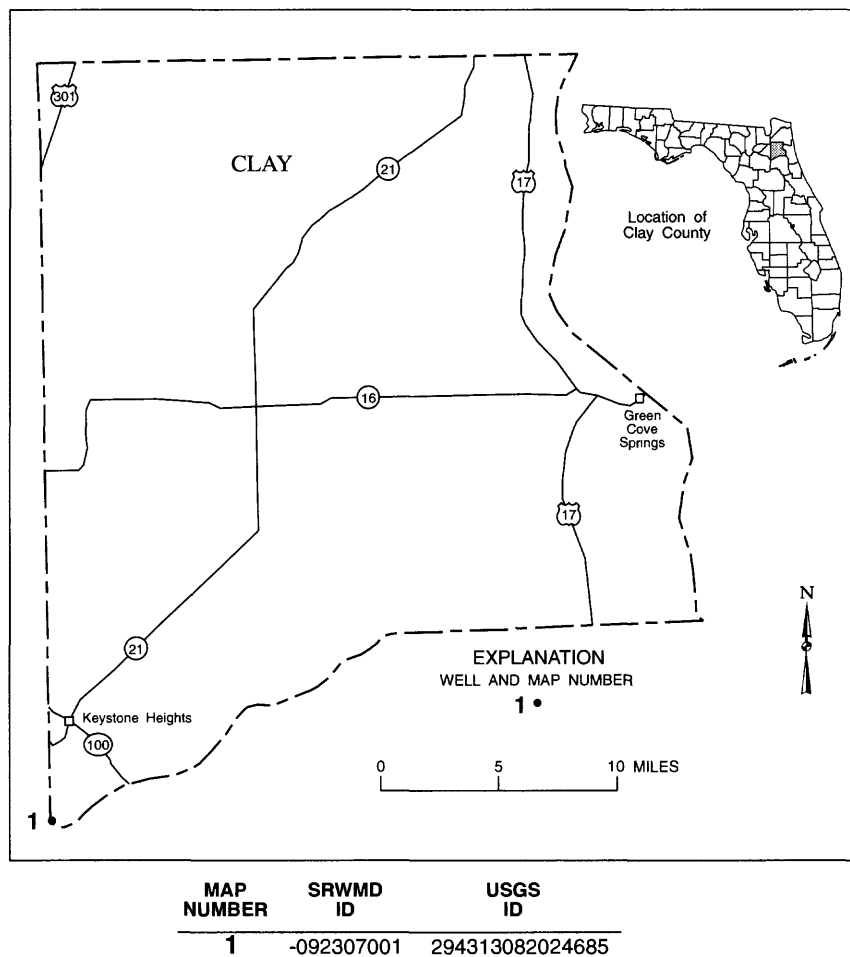 301
CLAY
21
17
Location of
Clay County
16
Green
Cove
Springs
17
N
21
EXPLANATION
WELL AND MAP NUMBER
1
Keystone Heights
100
0 5 10 MILES
1
MAP NUMBER SRWMD ID USGS ID
1 -092307001 294313082024685